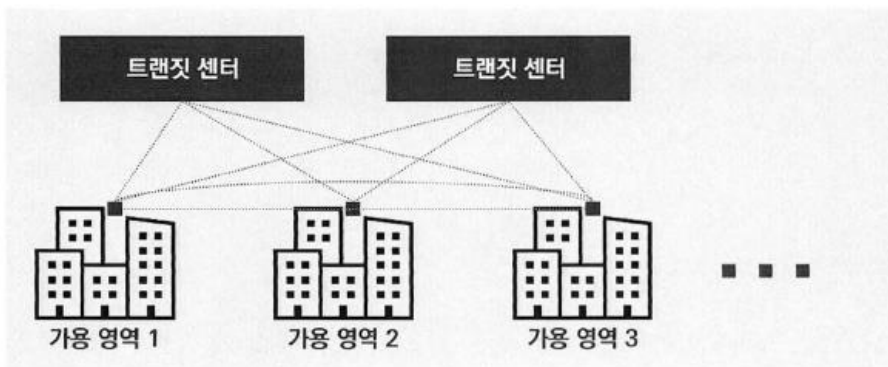 트랜짓 센터
트랜짓 센터
가용 영역 1
가용 영역 2
가용 영역 3